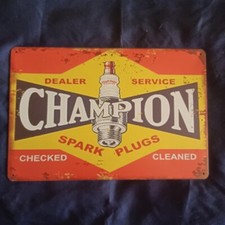 DEALER SERVICE
CHAMPION
SPARK PLUGS
CHECKED CLEANED